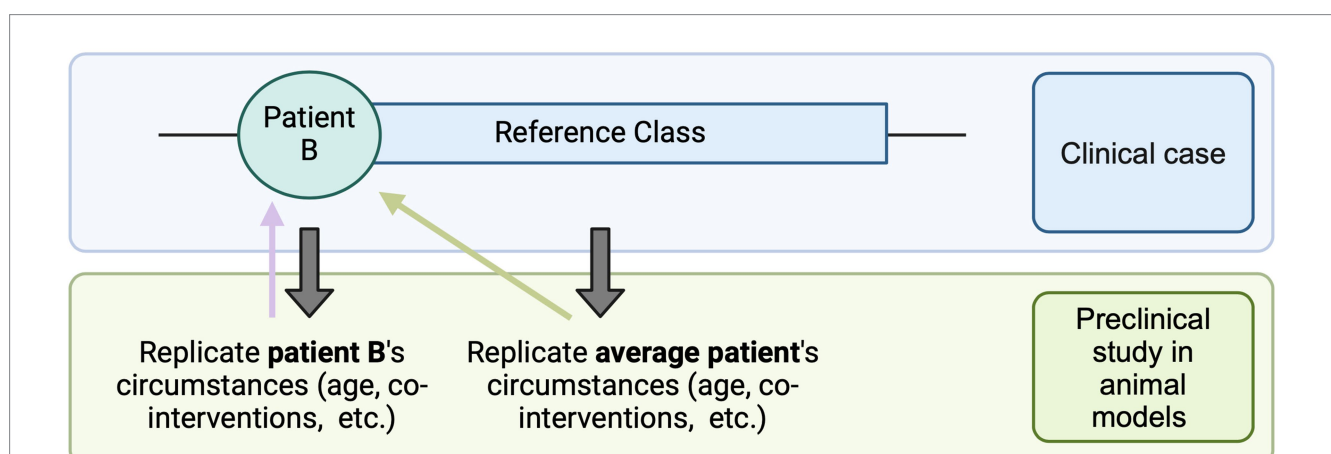 Patient
B
Reference Class
Clinical case
Replicate patient B's
circumstances (age, co-
interventions, etc.)
Replicate average patient's
circumstances (age, co-
interventions, etc.)
Preclinical
study in
animal
models